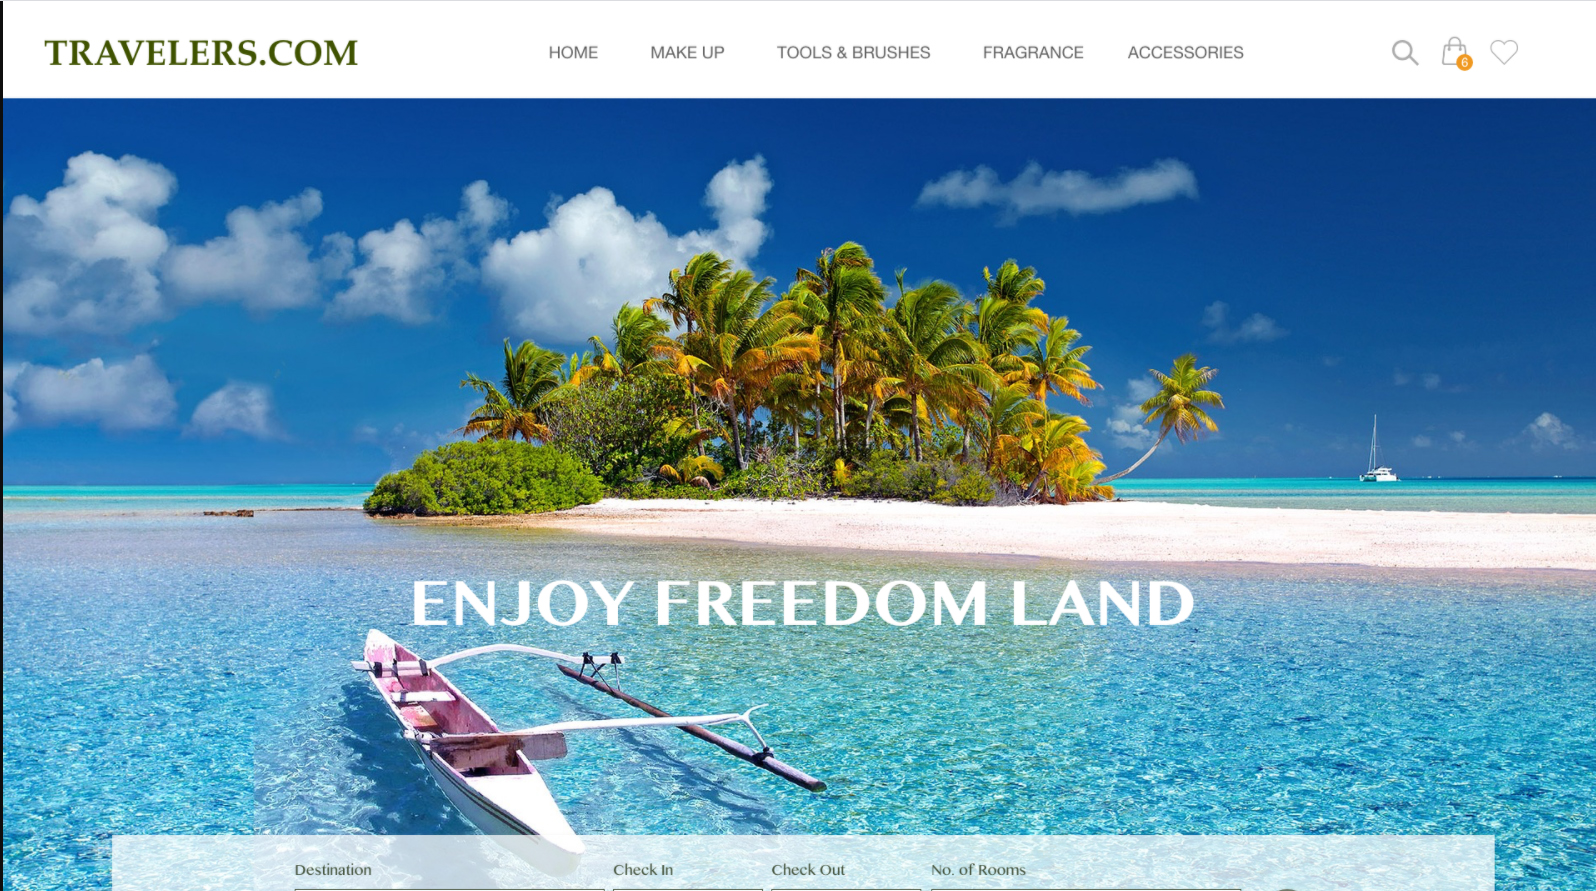 TRAVELERS.COM HOME MAKE UP TOOLS & BRUSHES FRAGRANCE ACCESSORIES 6
ENJOY FREEDOM LAND
Destination Check In Check Out No. of Rooms